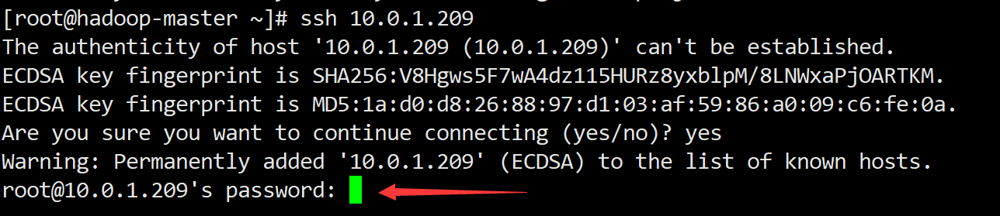 [root@hadoop-master ~]# ssh 10.0.1.209
The authenticity of host '10.0.1.209 (10.0.1.209)' can't be established.
ECDSA key fingerprint is SHA256:V8Hgws5F7wA4dz115HURz8yxblpM/8LNWxaPjOARTKM.
ECDSA key fingerprint is MD5:1a:d0:d8:26:88:97:d1:03:af:59:86:a0:09:c6:fe:0a.
Are you sure you want to continue connecting (yes/no)? yes
Warning: Permanently added '10.0.1.209' (ECDSA) to the list of known hosts.
root@10.0.1.209's password: